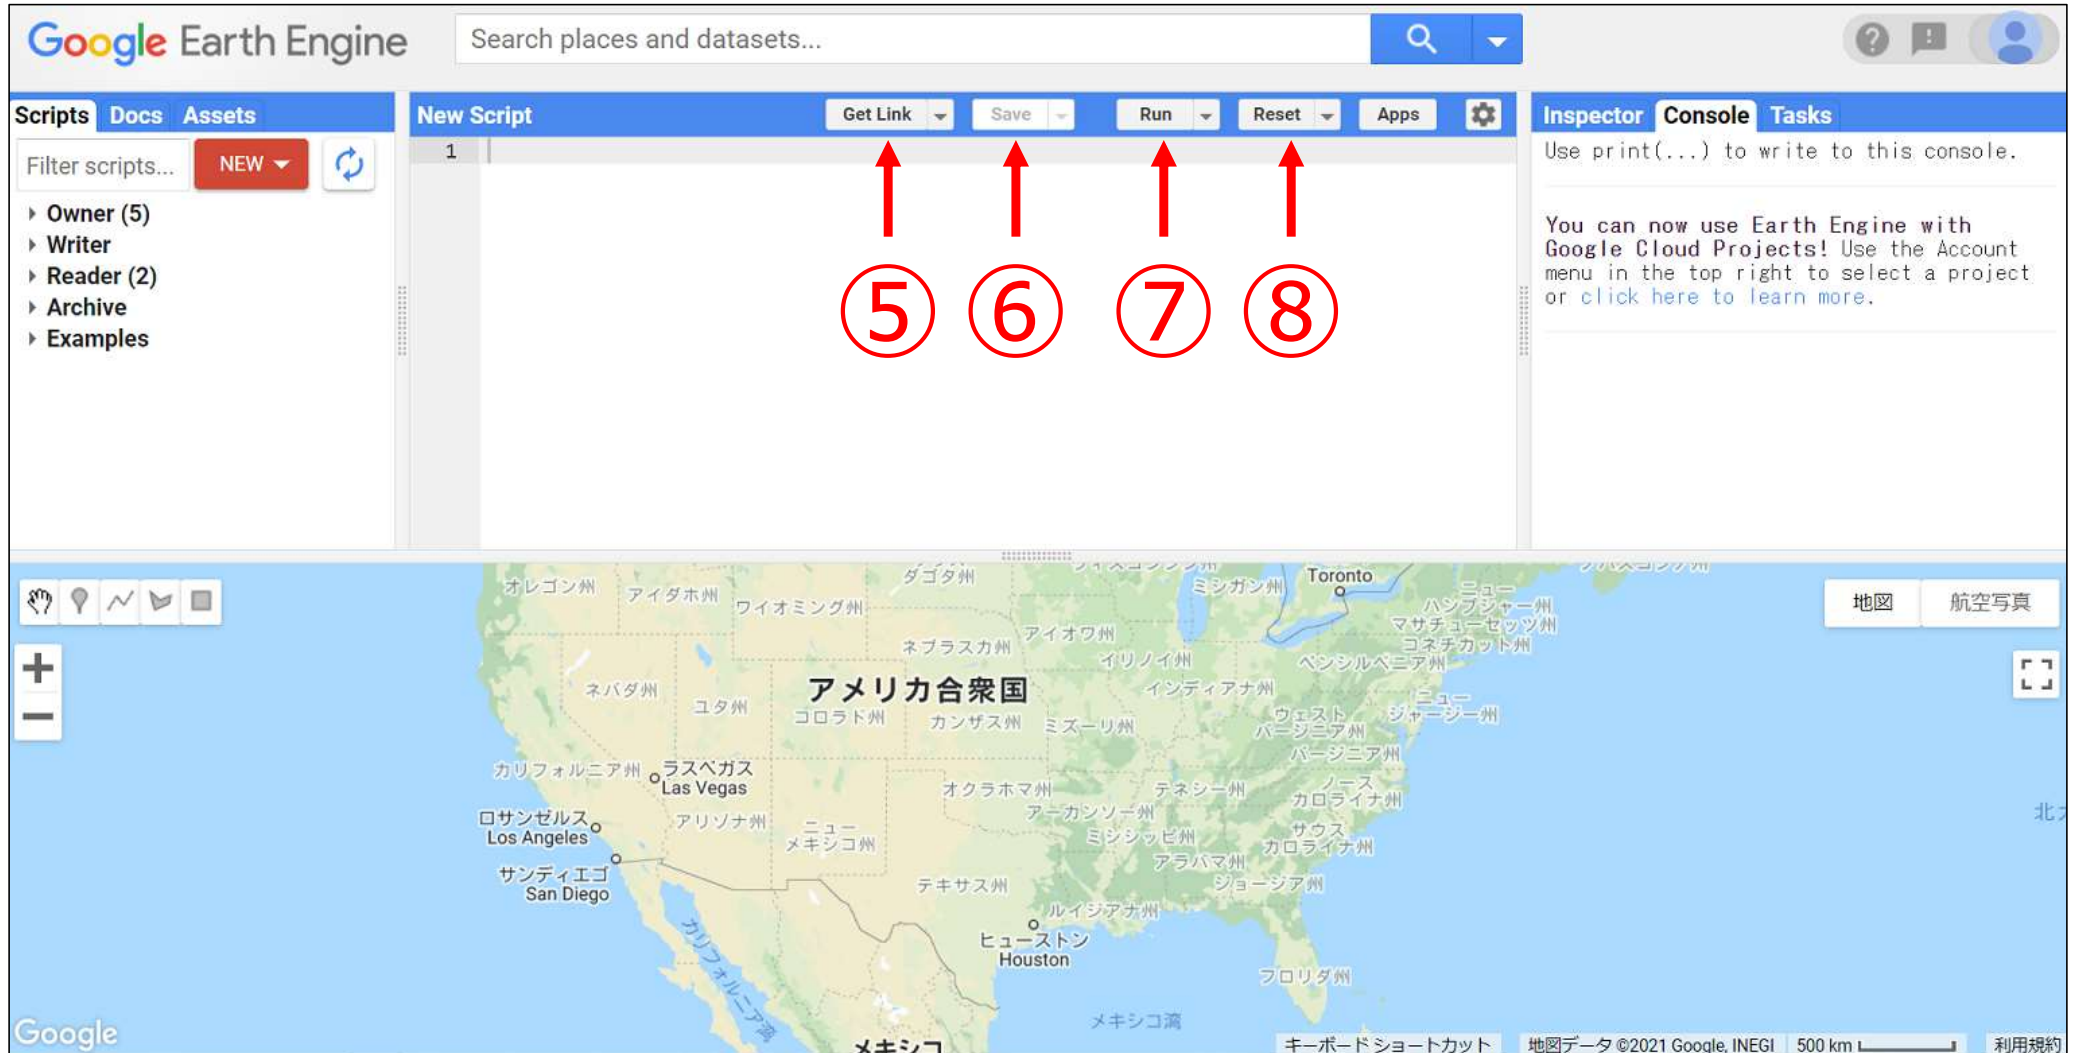 Google Earth Engine
Search places and datasets...
Scripts Docs Assets
Filter scripts... NEW
Owner (5)
Writer
Reader (2)
Archive
Examples
New Script
Get Link Save Run Reset Apps
1
⑤ ⑥ ⑦ ⑧
Inspector Console Tasks
Use print(...) to write to this console.
You can now use Earth Engine with
Google Cloud Projects! Use the Account
menu in the top right to select a project
or click here to learn more.
地図 航空写真
オレゴン州
アイダホ州
ワイオミング州
ダゴタ州
ミシガン州
Toronto
ニュー
ハンプシャー州
マサチューセッツ州
コネチカット州
ネブラスカ州
アイオワ州
イリノイ州
ペンシルベニア州
ネバダ州
ユタ州
アメリカ合衆国
コロラド州
カンザス州
ミズーリ州
インディアナ州
ウェスト
バージニア州
ニュー
ジャージー州
バージニア州
カリフォルニア州
ラスベガス
Las Vegas
オクラホマ州
テネシー州
ノース
カロライナ州
ロサンゼルス
Los Angeles
アリゾナ州
ニュー
メキシコ州
アーカンソー州
ミシシッピ州
サウス
カロライナ州
アラバマ州
サンディエゴ
San Diego
テキサス州
ジョージア州
ルイジアナ州
ヒューストン
Houston
カリフォルニア湾
フロリダ州
メキシコ湾
メキシコ
北
Google
キーボード ショートカット 地図データ ©2021 Google, INEGI 500 km 利用規約